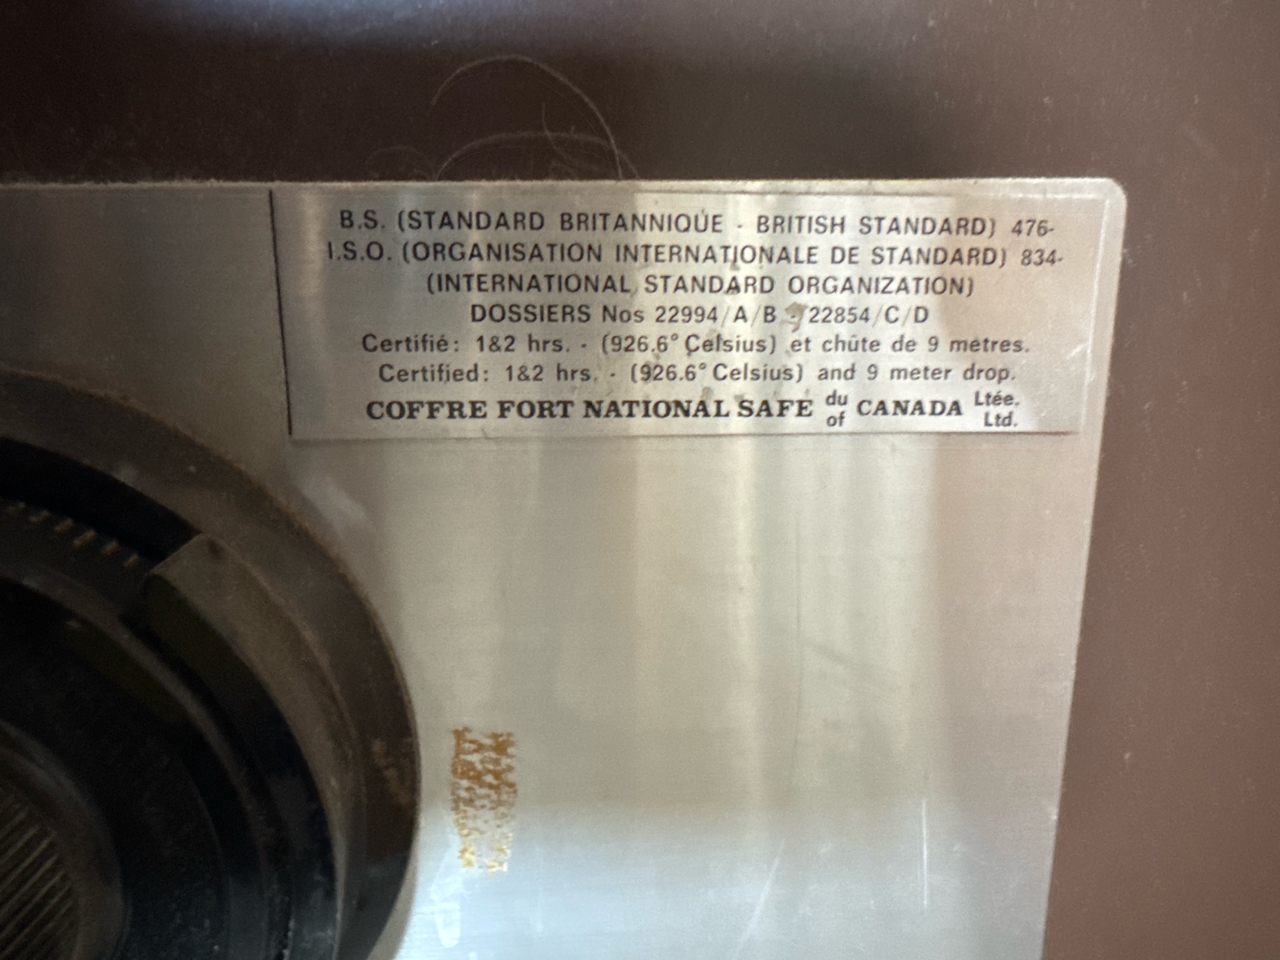 B.S. (STANDARD BRITANNIQUE - BRITISH STANDARD) 476-
I.S.O. (ORGANISATION INTERNATIONALE DE STANDARD) 834-
(INTERNATIONAL STANDARD ORGANIZATION)
DOSSIERS Nos 22994/A/B - 22854/C/D
Certifié: 1&2 hrs. - (926.6° Celsius) et chûte de 9 mètres.
Certified: 1&2 hrs. - (926.6° Celsius) and 9 meter drop.
COFFRE FORT NATIONAL SAFE du of CANADA Ltée. Ltd.